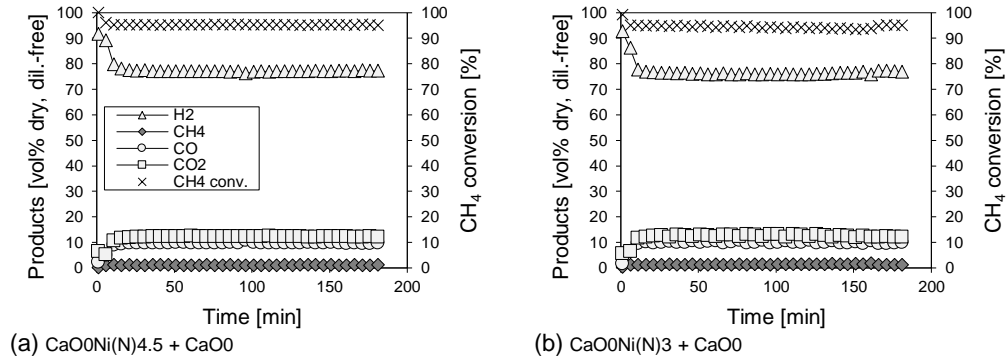 100
90
80
70
60
50
40
30
20
10
0
Products [vol% dry, dil.-free]
H2
CH4
CO
CO2
CH4 conv.
100
90
80
70
60
50
40
30
20
10
0
CH₄ conversion [%]
0 50 100 150 200
Time [min]
(a) CaO0Ni(N)4.5 + CaO0
100
90
80
70
60
50
40
30
20
10
0
Products [vol% dry, dil.-free]
100
90
80
70
60
50
40
30
20
10
0
CH₄ conversion [%]
0 50 100 150 200
Time [min]
(b) CaO0Ni(N)3 + CaO0